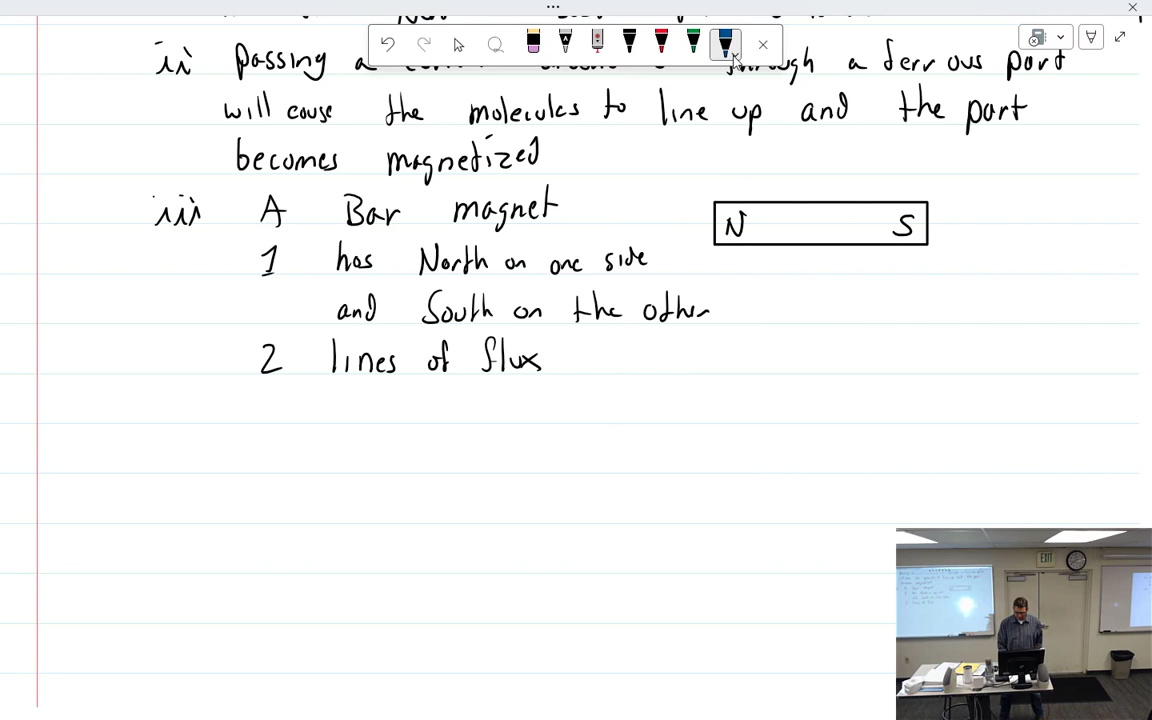 ii passing a through a ferrous part
will cause the molecules to line up and the part
becomes magnetized
iii A Bar magnet
N S
1 has North on one side
and South on the other
2 lines of flux
EXIT